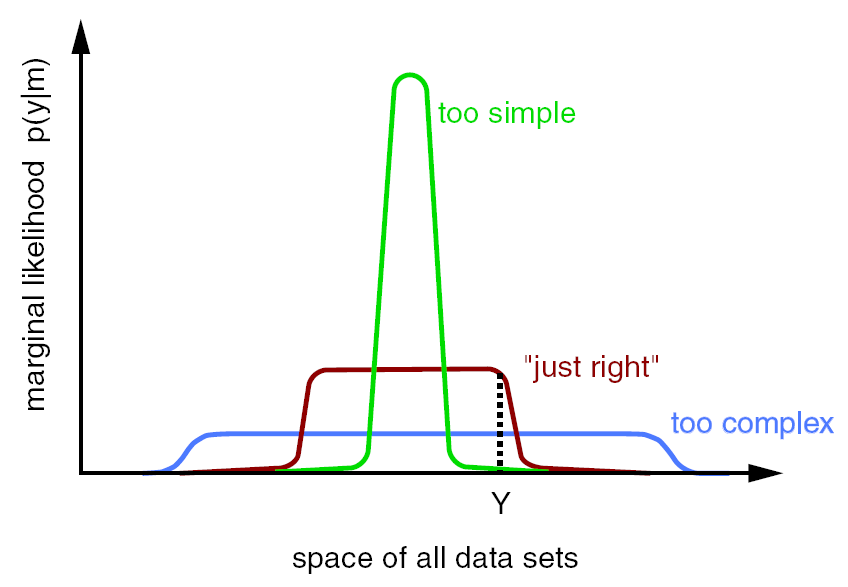 marginal likelihood p(y|m)
too simple
"just right"
too complex
Y
space of all data sets